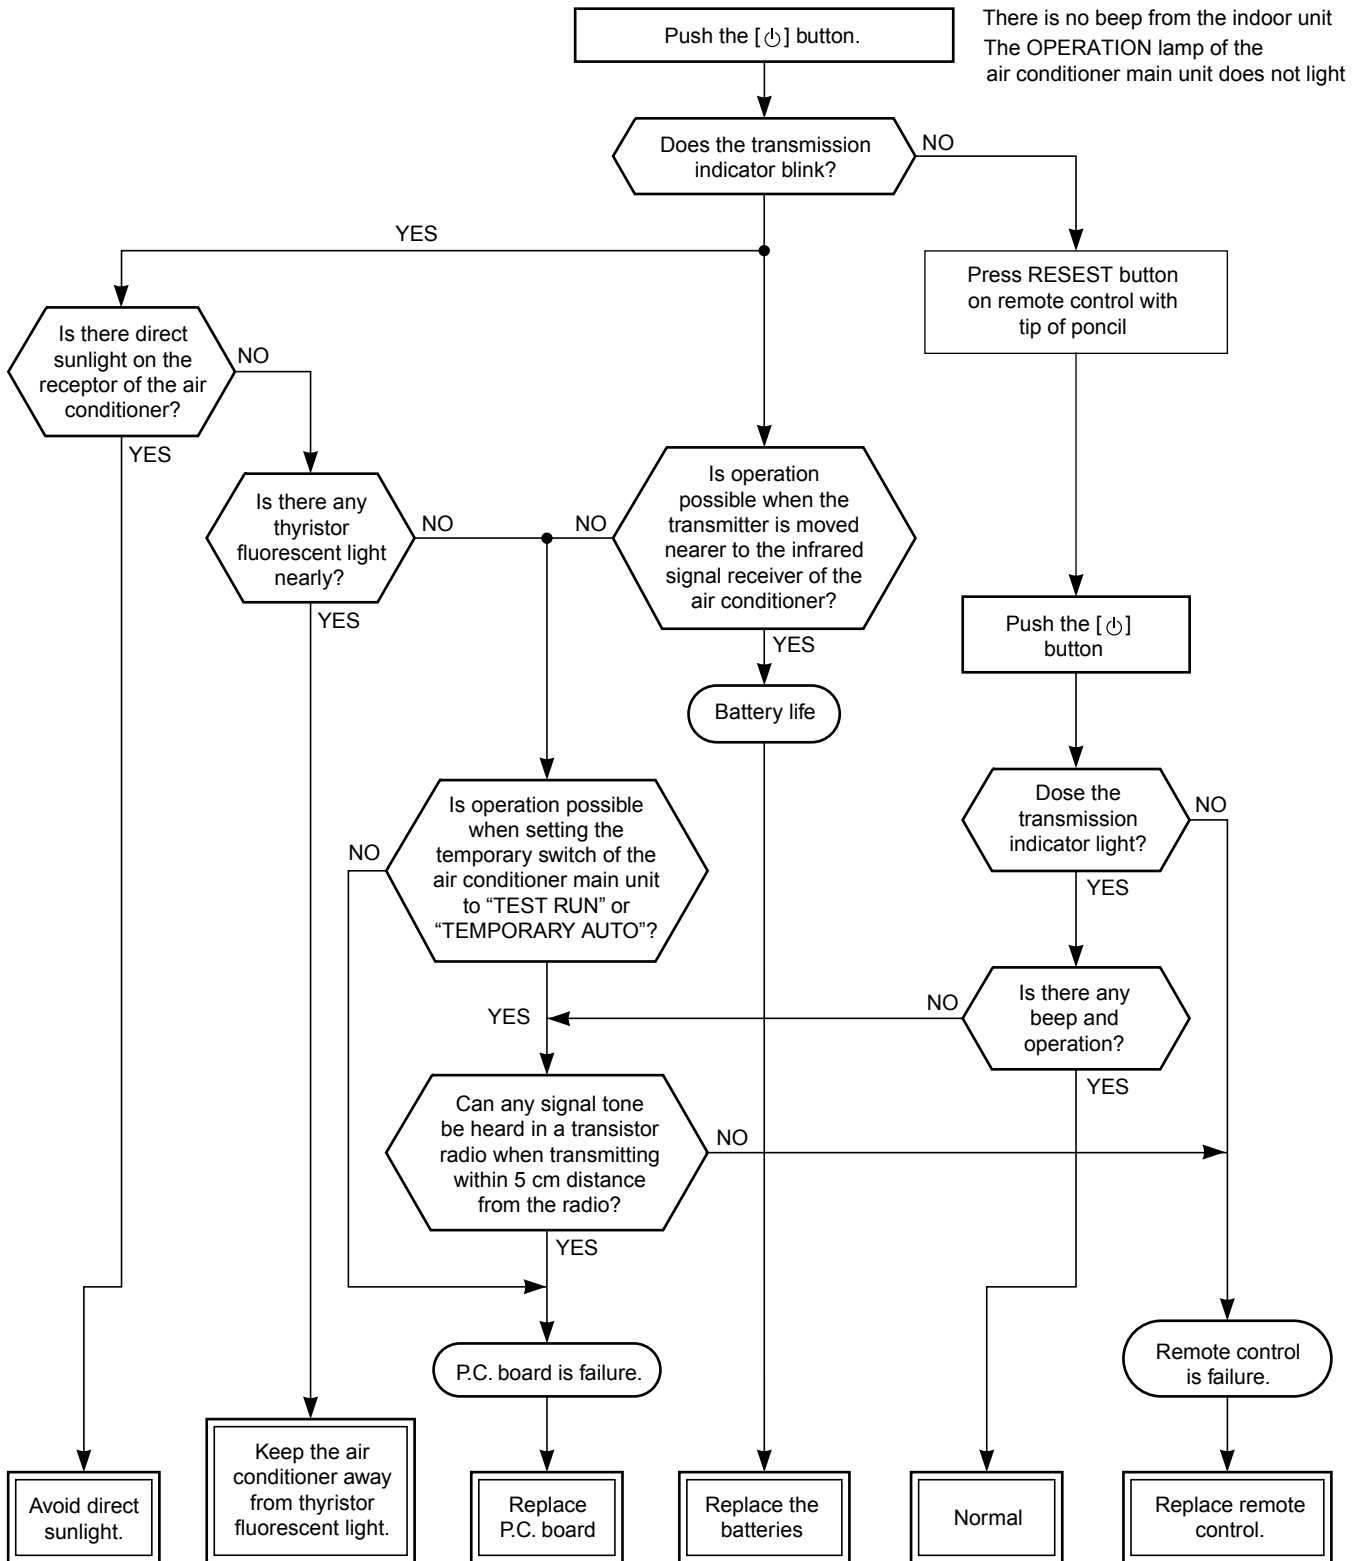 Push the [⏻] button.
There is no beep from the indoor unit
The OPERATION lamp of the
air conditioner main unit does not light
Does the transmission
indicator blink?
NO
YES
Press RESEST button
on remote control with
tip of poncil
Is there direct
sunlight on the
receptor of the air
conditioner?
NO
YES
Is there any
thyristor
fluorescent light
nearly?
NO
YES
Is operation
possible when the
transmitter is moved
nearer to the infrared
signal receiver of the
air conditioner?
NO
YES
Push the [⏻]
button
Battery life
Is operation possible
when setting the
temporary switch of the
air conditioner main unit
to “TEST RUN” or
“TEMPORARY AUTO”?
NO
YES
Dose the
transmission
indicator light?
NO
YES
Is there any
beep and
operation?
NO
YES
Can any signal tone
be heard in a transistor
radio when transmitting
within 5 cm distance
from the radio?
NO
YES
P.C. board is failure.
Remote control
is failure.
Avoid direct
sunlight.
Keep the air
conditioner away
from thyristor
fluorescent light.
Replace
P.C. board
Replace the
batteries
Normal
Replace remote
control.